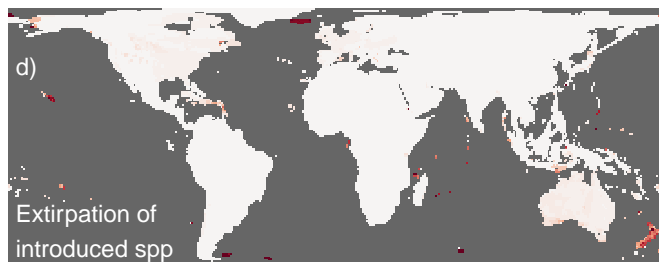 d)
Extirpation of
introduced spp